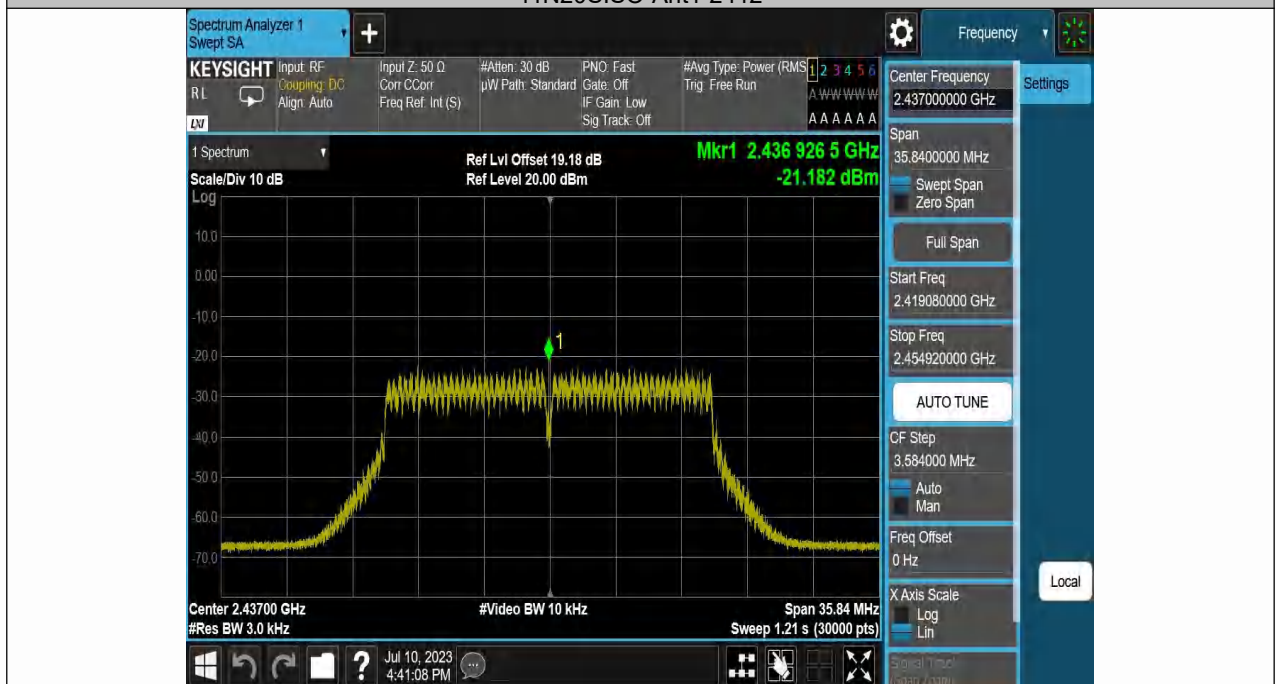 Spectrum Analyzer 1
Swept SA
+
Frequency
KEYSIGHT
RL
LXI
Input: RF
Coupling: DC
Align: Auto
Input Z: 50 Ω
Corr CCorr
Freq Ref: Int (S)
#Atten: 30 dB
µW Path: Standard
PNO: Fast
Gate: Off
IF Gain: Low
Sig Track: Off
#Avg Type: Power (RMS
Trig: Free Run
1 2 3 4 5 6
A W W W W W
A A A A A A
1 Spectrum
Scale/Div 10 dB
Ref Lvl Offset 19.18 dB
Ref Level 20.00 dBm
Mkr1 2.436 926 5 GHz
-21.182 dBm
Log
10.0
0.00
-10.0
-20.0
-30.0
-40.0
-50.0
-60.0
-70.0
1
Center 2.43700 GHz
#Res BW 3.0 kHz
#Video BW 10 kHz
Span 35.84 MHz
Sweep 1.21 s (30000 pts)
Center Frequency
2.437000000 GHz
Settings
Span
35.8400000 MHz
Swept Span
Zero Span
Full Span
Start Freq
2.419080000 GHz
Stop Freq
2.454920000 GHz
AUTO TUNE
CF Step
3.584000 MHz
Auto
Man
Freq Offset
0 Hz
X Axis Scale
Log
Lin
Local
?
Jul 10, 2023
4:41:08 PM